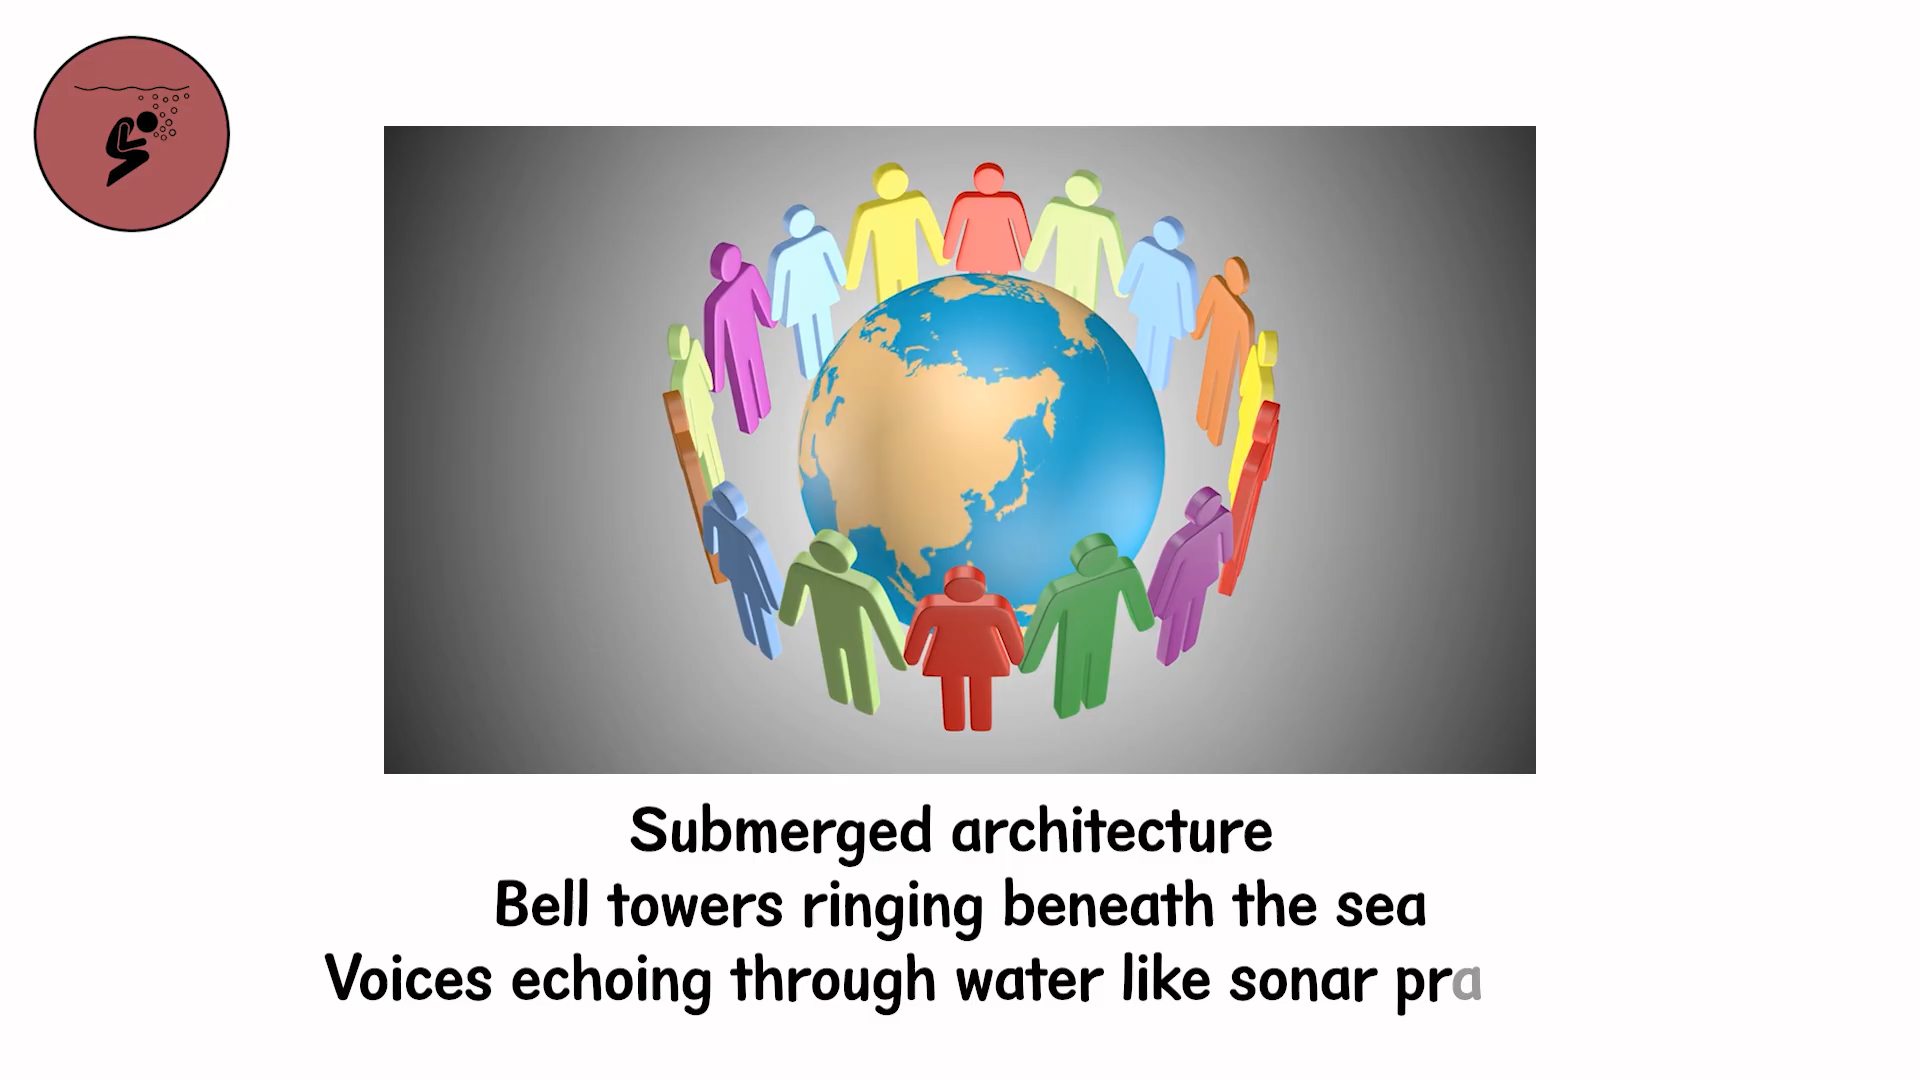 Submerged architecture
Bell towers ringing beneath the sea
Voices echoing through water like sonar pra